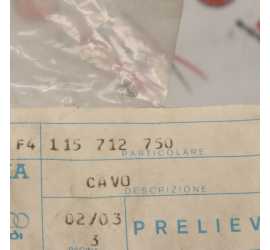 F4 115 712 750
PARTICOLARE
CAVO
DESCRIZIONE
02/03 PRELIEV
3